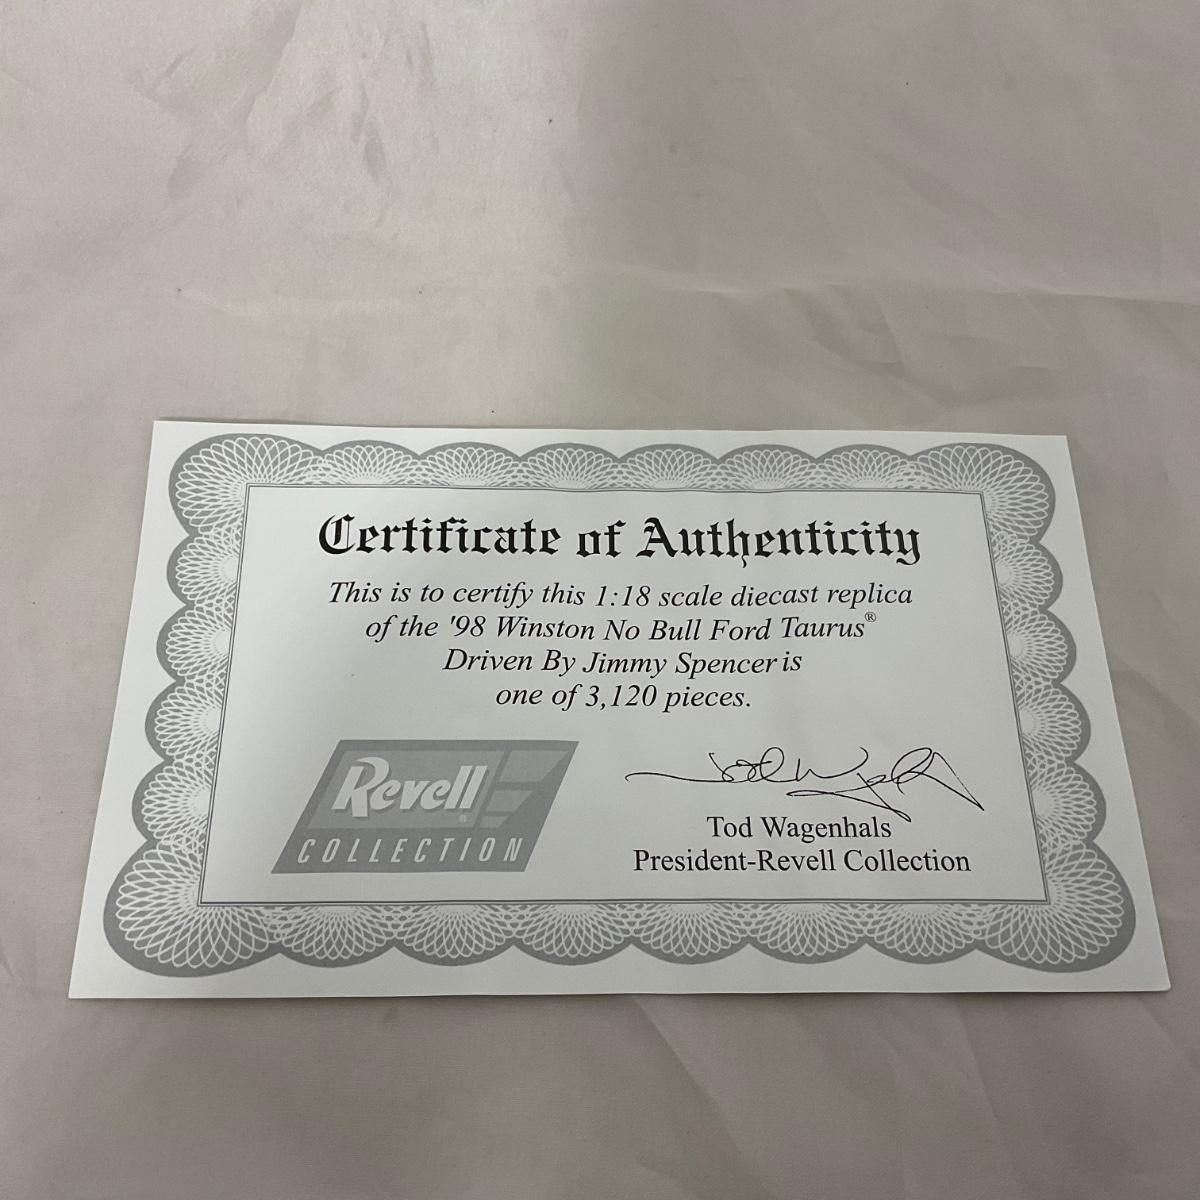 Certificate of Authenticity
This is to certify this 1:18 scale diecast replica
of the '98 Winston No Bull Ford Taurus®
Driven By Jimmy Spencer is
one of 3,120 pieces.
Revell®
COLLECTION
Tod Wagenhals
Tod Wagenhals
President-Revell Collection